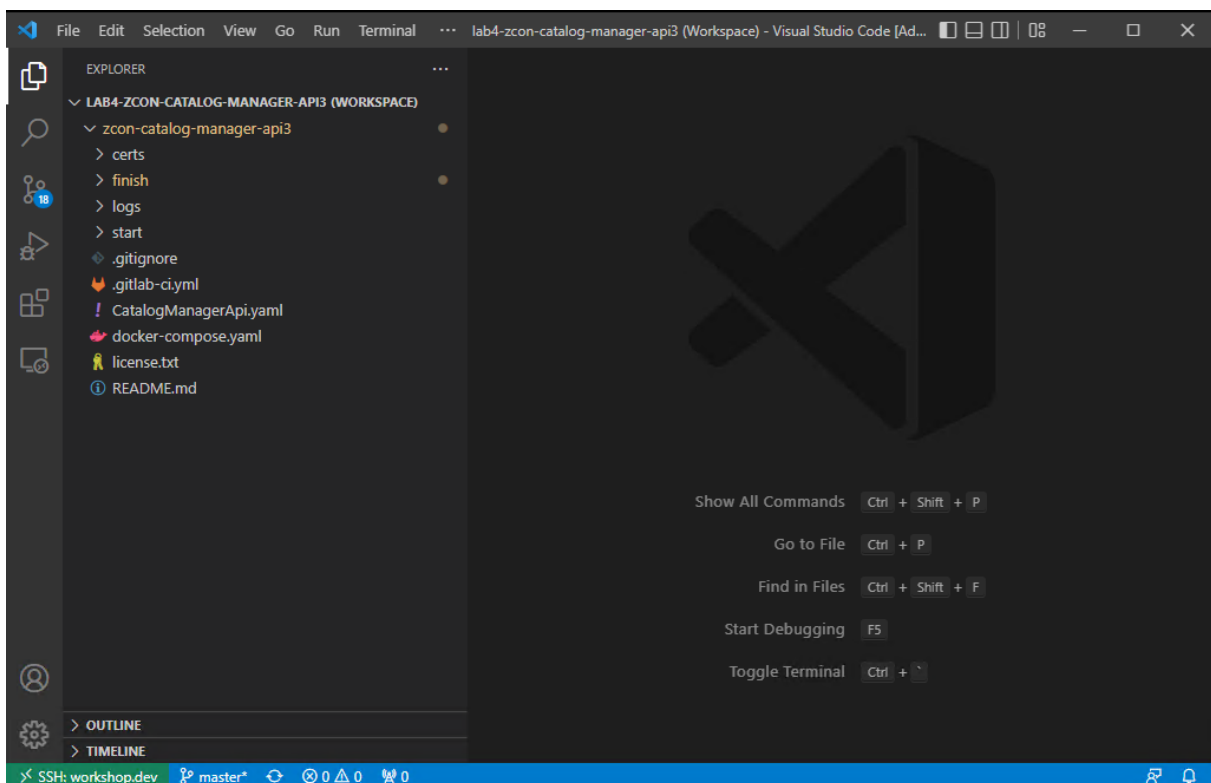 File Edit Selection View Go Run Terminal ··· lab4-zcon-catalog-manager-api3 (Workspace) - Visual Studio Code [Ad...
EXPLORER ···
LAB4-ZCON-CATALOG-MANAGER-API3 (WORKSPACE)
zcon-catalog-manager-api3
certs
finish
18
logs
start
.gitignore
.gitlab-ci.yml
! CatalogManagerApi.yaml
docker-compose.yaml
license.txt
README.md
Show All Commands Ctrl + Shift + P
Go to File Ctrl + P
Find in Files Ctrl + Shift + F
Start Debugging F5
Toggle Terminal Ctrl + `
OUTLINE
TIMELINE
SSH: workshop.dev master* 0 0 0